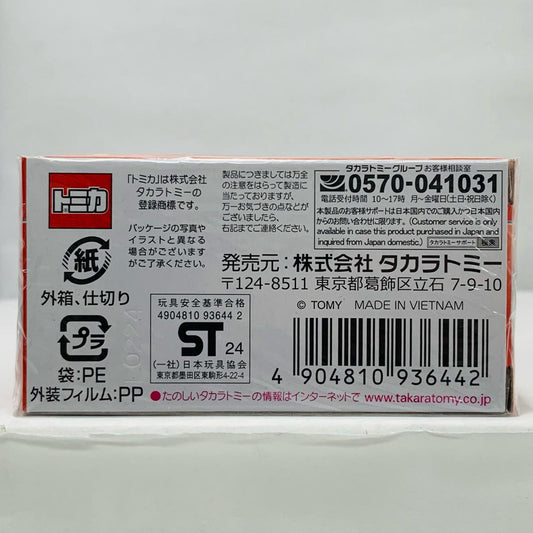 トミカ
「トミカ」は株式会社
タカラトミーの
登録商標です。
パッケージの写真や
イラストと異なる
場合がございますが
ご了承ください。
製品につきましては万全
の注意をはらって製造に
当たっておりますが、
万一お気づきの点などが
ございましたら、
右記までご連絡ください。
タカラトミーグループ お客様相談室
0570-041031
電話受付時間 10〜17時 月〜金曜日(土・日・祝日除く)
本製品のお客様サポートは日本国内でのご購入かつ日本国内
からのお問い合わせに限ります。(Customer service is only
available in case this product purchased in Japan and
inquired from Japan domestic.) タカラトミーサポート 検索
発売元：株式会社 タカラトミー
〒124-8511 東京都葛飾区立石 7-9-10
© TOMY MADE IN VIETNAM
紙
外箱、仕切り
プラ
袋：PE
外装フィルム：PP
0224
玩具安全基準合格
4904810 93644 2
ST 24
(一社)日本玩具協会
東京都墨田区東駒形4-22-4
4 904810 936442
●たのしいタカラトミーの情報はインターネットで www.takaratomy.co.jp